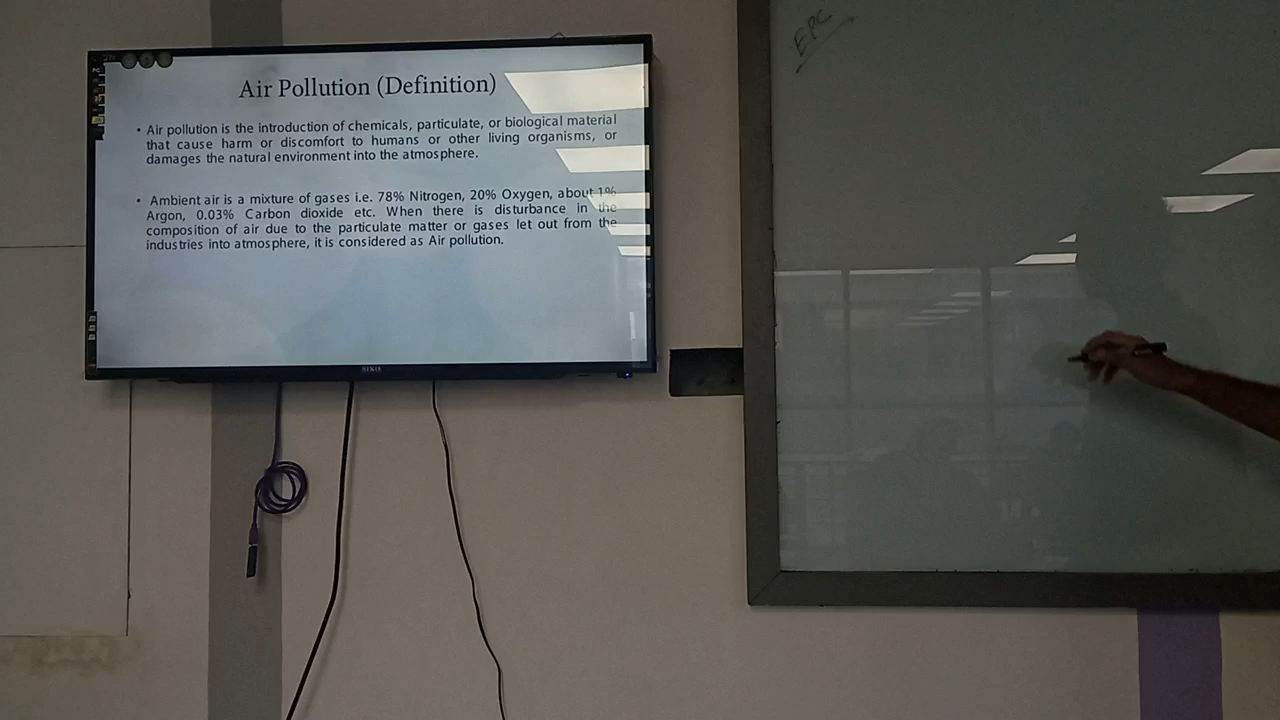 Air Pollution (Definition)
• Air pollution is the introduction of chemicals, particulate, or biological material
that cause harm or discomfort to humans or other living organisms, or
damages the natural environment into the atmosphere.
• Ambient air is a mixture of gases i.e. 78% Nitrogen, 20% Oxygen, about 1%
Argon, 0.03% Carbon dioxide etc. When there is disturbance in the
composition of air due to the particulate matter or gases let out from the
industries into atmosphere, it is considered as Air pollution.
EPC